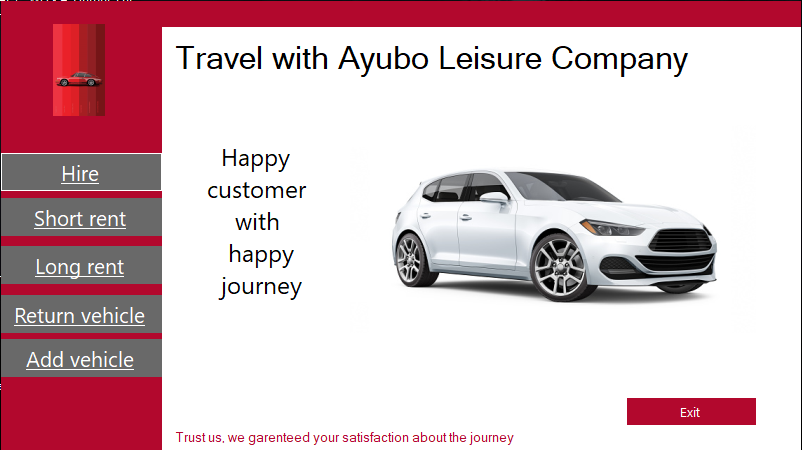 Travel with Ayubo Leisure Company
Hire
Short rent
Long rent
Return vehicle
Add vehicle
Happy
customer
with
happy
journey
Exit
Trust us, we garenteed your satisfaction about the journey